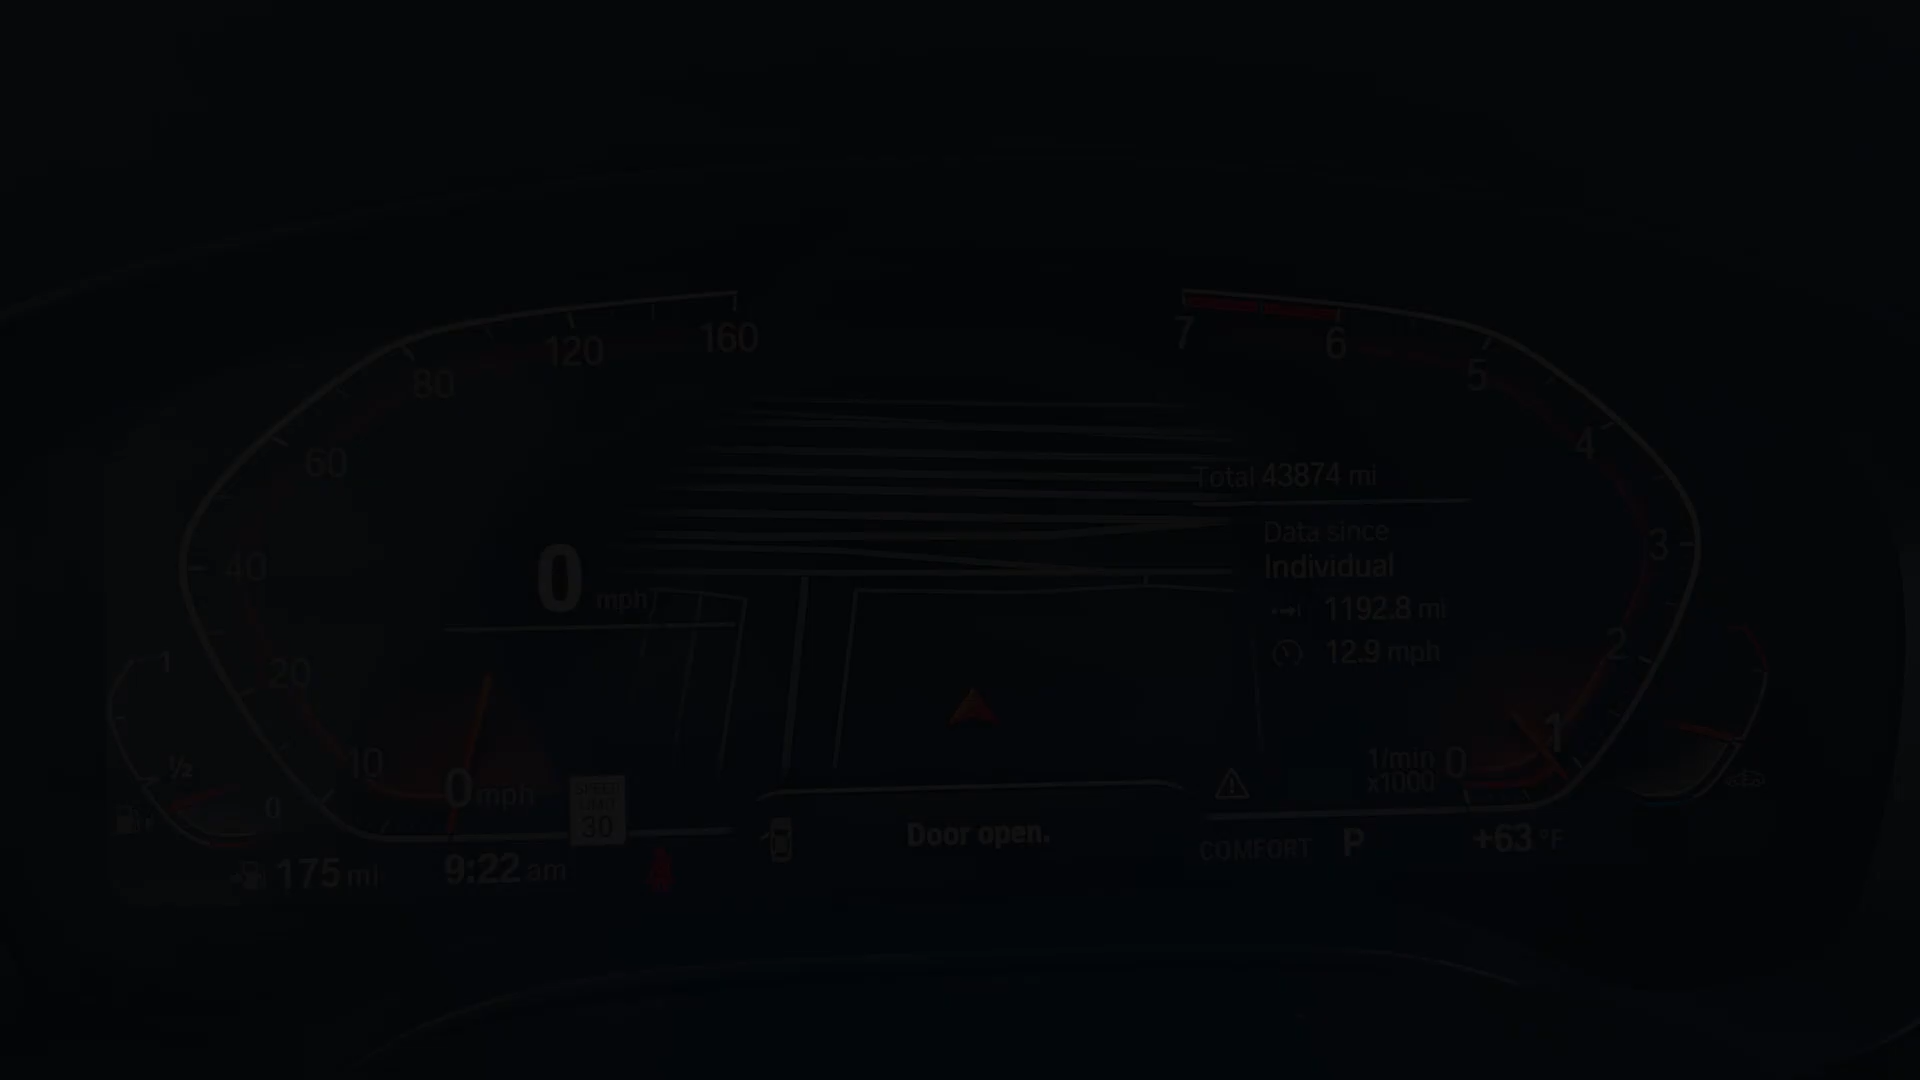 160
120
80
60
40
20
10
0 mph
0 mph
SPEED
LIMIT
30
1
1/2
0
175 mi
9:22 am
Door open.
7
6
5
4
3
2
1
0
1/min
x1000
Total 43874 mi
Data since
Individual
1192.8 mi
12.9 mph
COMFORT P
+63 °F